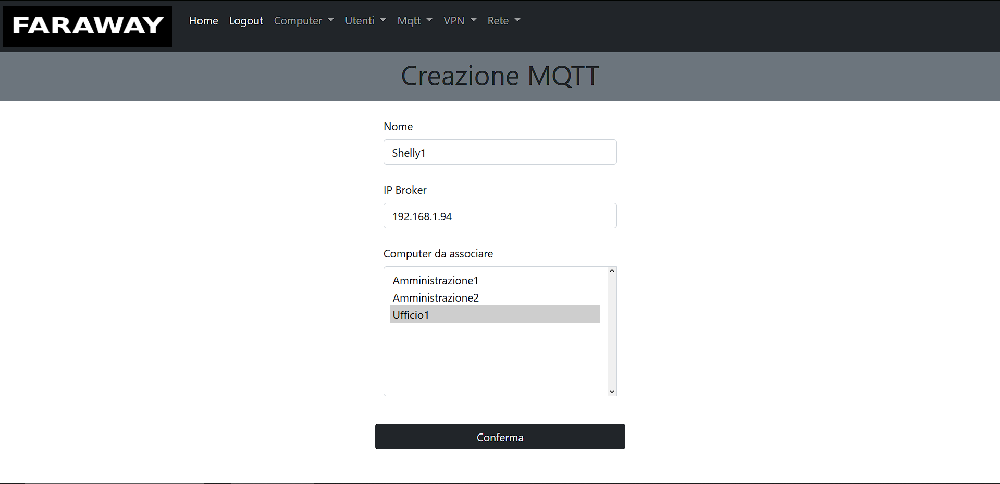 FARAWAY Home Logout Computer Utenti Mqtt VPN Rete
Creazione MQTT
Nome
Shelly1
IP Broker
192.168.1.94
Computer da associare
Amministrazione1
Amministrazione2
Ufficio1
Conferma